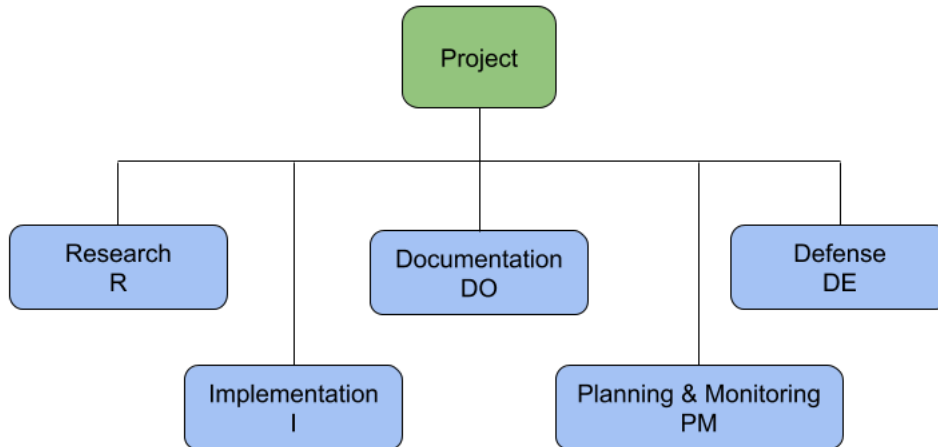 Project
Research
R
Documentation
DO
Defense
DE
Implementation
I
Planning & Monitoring
PM